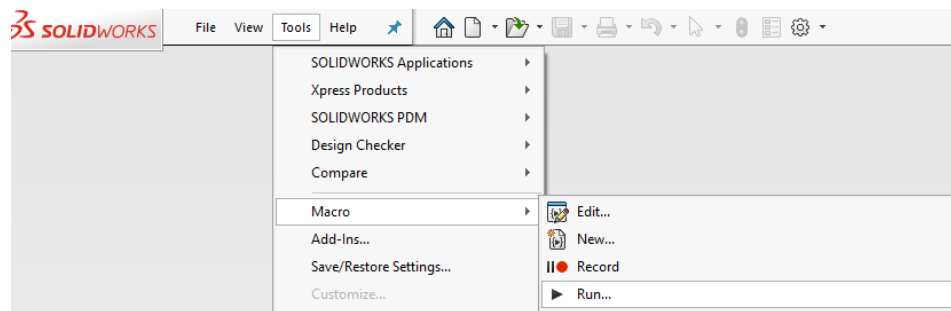 SOLIDWORKS File View Tools Help
SOLIDWORKS Applications
Xpress Products
SOLIDWORKS PDM
Design Checker
Compare
Macro
Add-Ins...
Save/Restore Settings...
Customize...
Edit...
New...
Record
Run...